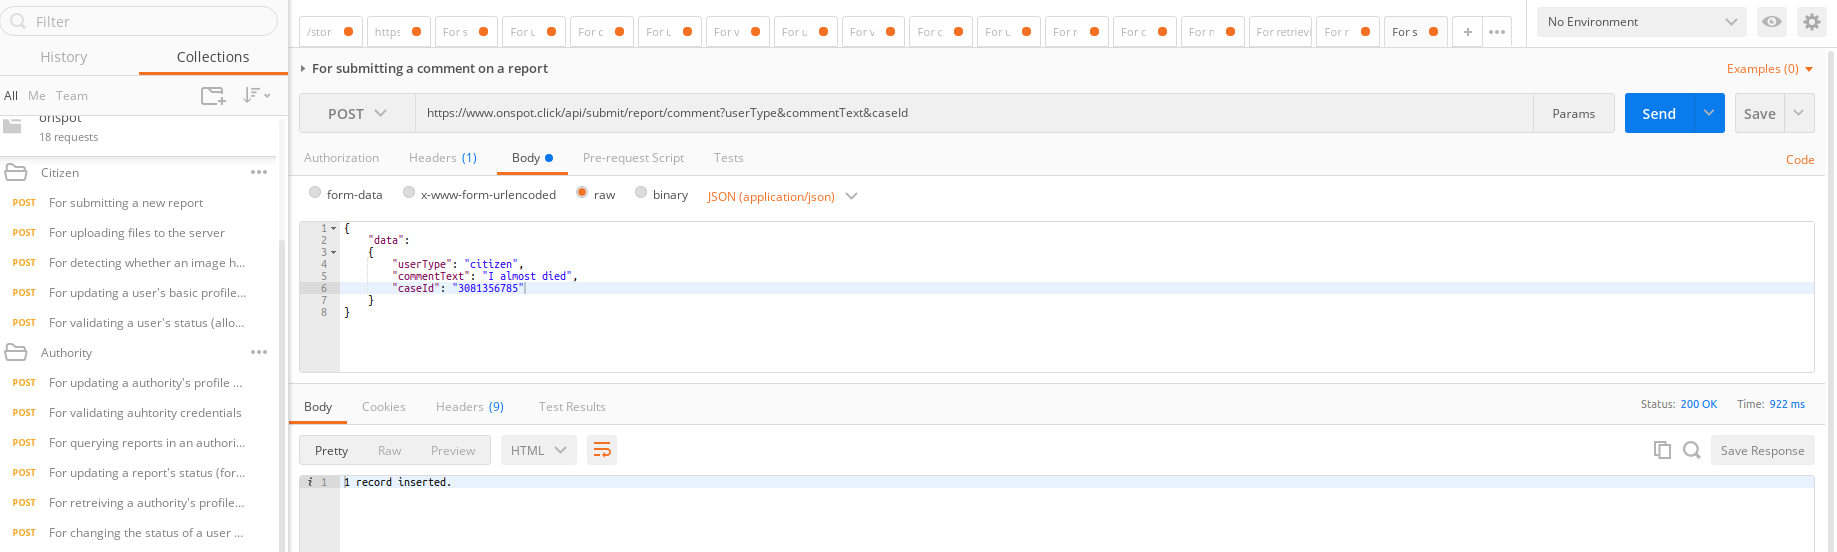 Filter
History Collections
All Me Team
onspot
18 requests
Citizen
POST For submitting a new report
POST For uploading files to the server
POST For detecting whether an image h...
POST For updating a user's basic profile...
POST For validating a user's status (allo...
Authority
POST For updating a authority's profile ...
POST For validating auhtority credentials
POST For querying reports in an authori...
POST For updating a report's status (for...
POST For retreiving a authority's profile...
POST For changing the status of a user ...
/stor https For s For u For c For u For v For u For v For c For u For r For c For n For retrievi For r For s + •••
No Environment
For submitting a comment on a report
Examples (0)
POST https://www.onspot.click/api/submit/report/comment?userType&commentText&caseId Params Send Save
Authorization Headers (1) Body Pre-request Script Tests Code
form-data x-www-form-urlencoded raw binary JSON (application/json)
1 {
2 "data":
3 {
4 "userType": "citizen",
5 "commentText": "I almost died",
6 "caseId": "3081356785"
7 }
8 }
Body Cookies Headers (9) Test Results Status: 200 OK Time: 922 ms
Pretty Raw Preview HTML Save Response
i 1 1 record inserted.